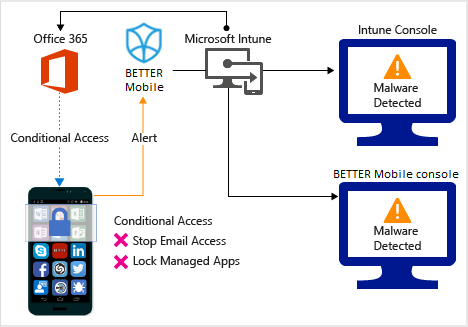 Office 365
BETTER
Mobile
Microsoft Intune
Intune Console
Malware
Detected
Conditional Access
Alert
BETTER Mobile console
Malware
Detected
Conditional Access
Stop Email Access
Lock Managed Apps